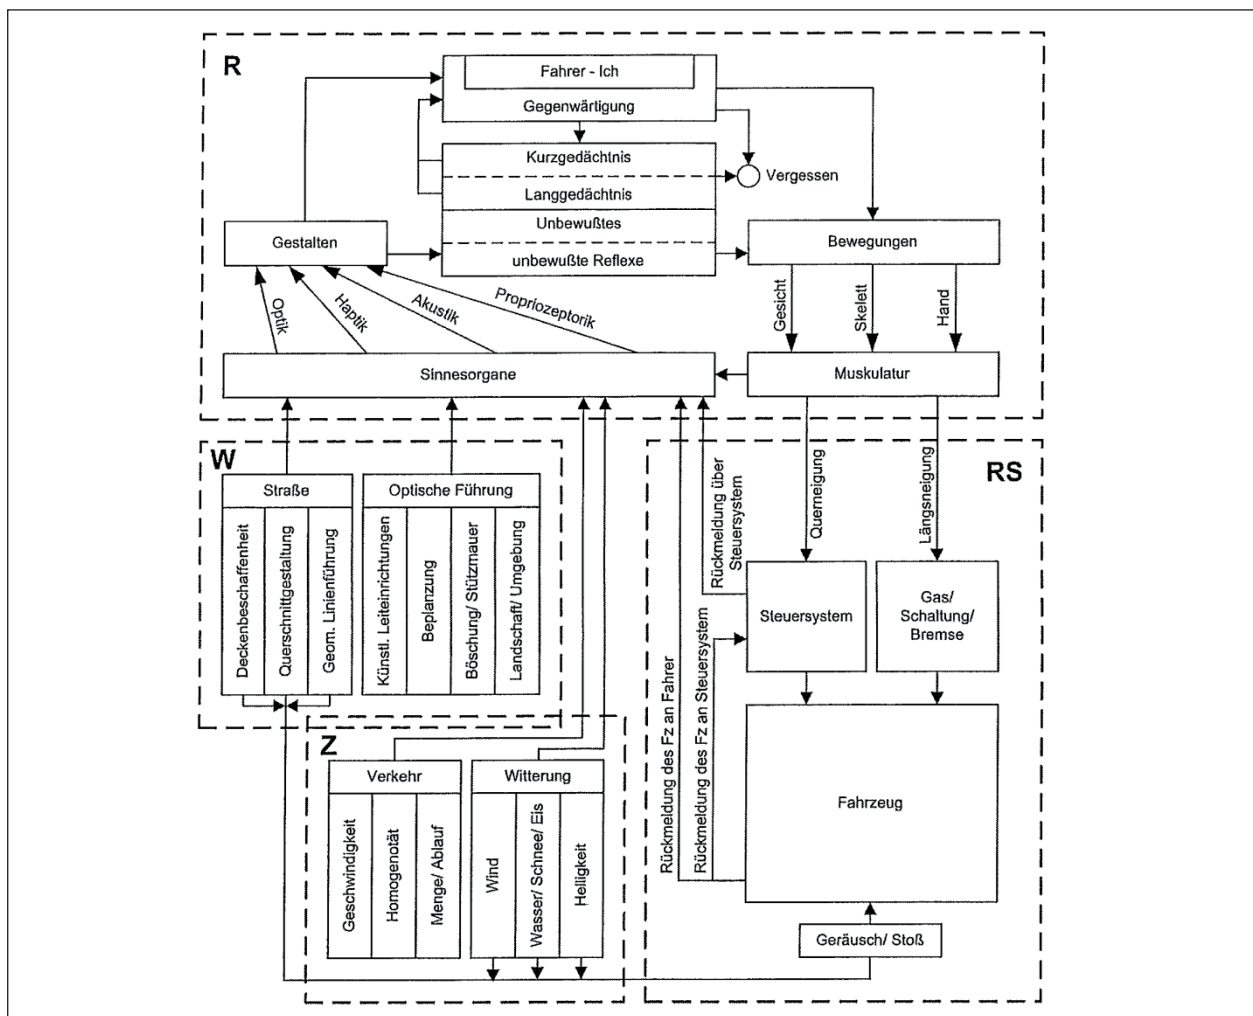 R
Fahrer - Ich
Gegenwärtigung
Kurzgedächtnis
Langgedächtnis
Unbewußtes
unbewußte Reflexe
Vergessen
Gestalten
Bewegungen
Optik
Haptik
Akustik
Propriozeptorik
Gesicht
Skelett
Hand
Sinnesorgane
Muskulatur
W
Straße
Deckenbeschaffenheit
Querschnittgestaltung
Geom. Linienführung
Optische Führung
Künstl. Leiteinrichtungen
Beplanzung
Böschung/ Stützmauer
Landschaft/ Umgebung
RS
Rückmeldung über
Steuersystem
Querneigung
Längsneigung
Steuersystem
Gas/
Schaltung/
Bremse
Rückmeldung des Fz an Fahrer
Rückmeldung des Fz an Steuersystem
Fahrzeug
Geräusch/ Stoß
Z
Verkehr
Geschwindigkeit
Homogenotät
Menge/ Ablauf
Witterung
Wind
Wasser/ Schnee/ Eis
Helligkeit